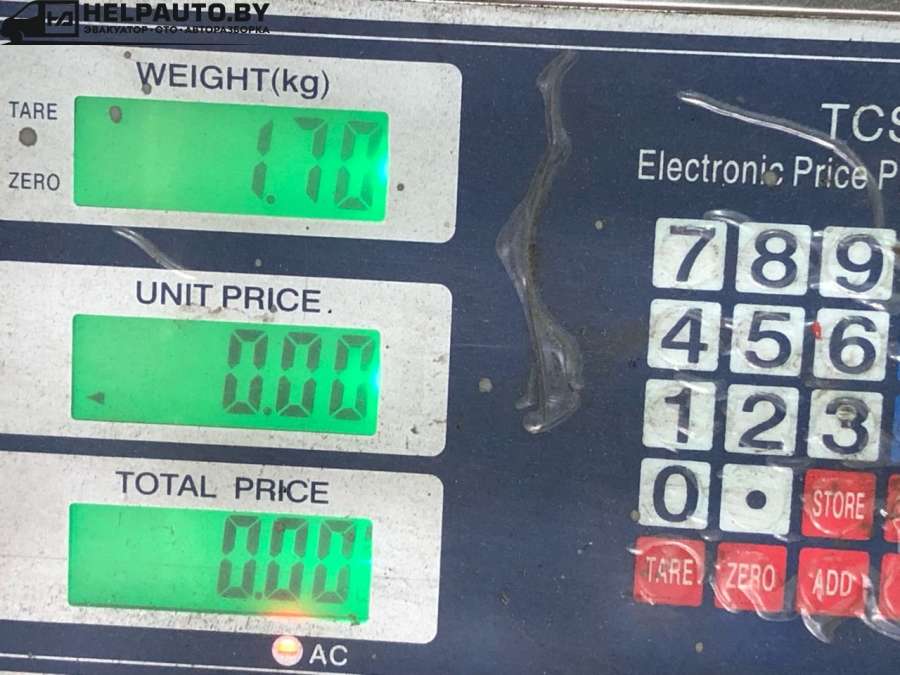 HELPAUTO.BY
ЭВАКУАТОР·СТО·АВТОРАЗБОРКА
WEIGHT(kg)
TARE
1.70
ZERO
TCS
Electronic Price P
UNIT PRICE
0.00
TOTAL PRICE
0.00
AC
7 8 9
4 5 6
1 2 3
0 . STORE
TARE ZERO ADD